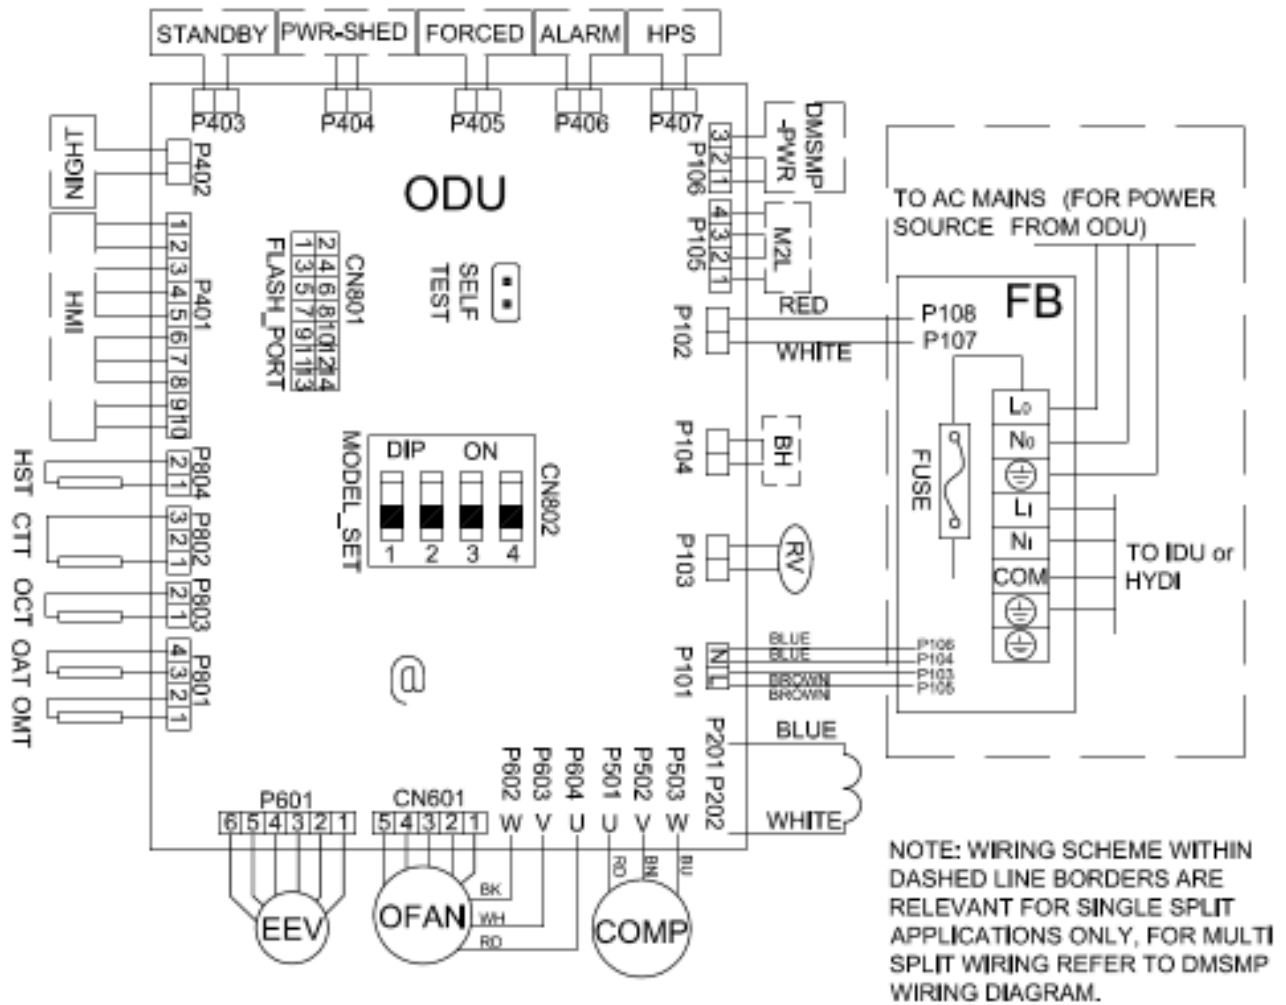 STANDBY PWR-SHED FORCED ALARM HPS
P403 P404 P405 P406 P407
NIGHT
P402
HMI
1
2
3
4
5
6
7
8
9
10
P401
HST
2
1
P804
CTT
3
2
1
P802
OCT
2
1
P803
OAT
OMT
4
3
2
1
P801
ODU
CN801
2 4 6 8 10 12 14
1 3 5 7 9 11 13
FLASH_PORT
SELF
TEST
MODEL_SET
DIP ON
1 2 3 4
CN802
@
P106
3
2
1
DMSMP
-PWR
P105
4
3
2
1
M2L
P102
RED
WHITE
P104
BH
P103
RV
P101
N
L
BLUE
BLUE
BROWN
BROWN
P201
BLUE
P202
WHITE
TO AC MAINS (FOR POWER
SOURCE FROM ODU)
FB
P108
P107
FUSE
L0
N0
L1
N1
COM
TO IDU or
HYDI
P106
P104
P103
P105
P601
6 5 4 3 2 1
EEV
CN601
5 4 3 2 1
OFAN
P602 P603 P604 P501 P502 P503
W V U U V W
BK
WH
RD
RD BN BU
COMP
NOTE: WIRING SCHEME WITHIN
DASHED LINE BORDERS ARE
RELEVANT FOR SINGLE SPLIT
APPLICATIONS ONLY, FOR MULTI
SPLIT WIRING REFER TO DMSMP
WIRING DIAGRAM.